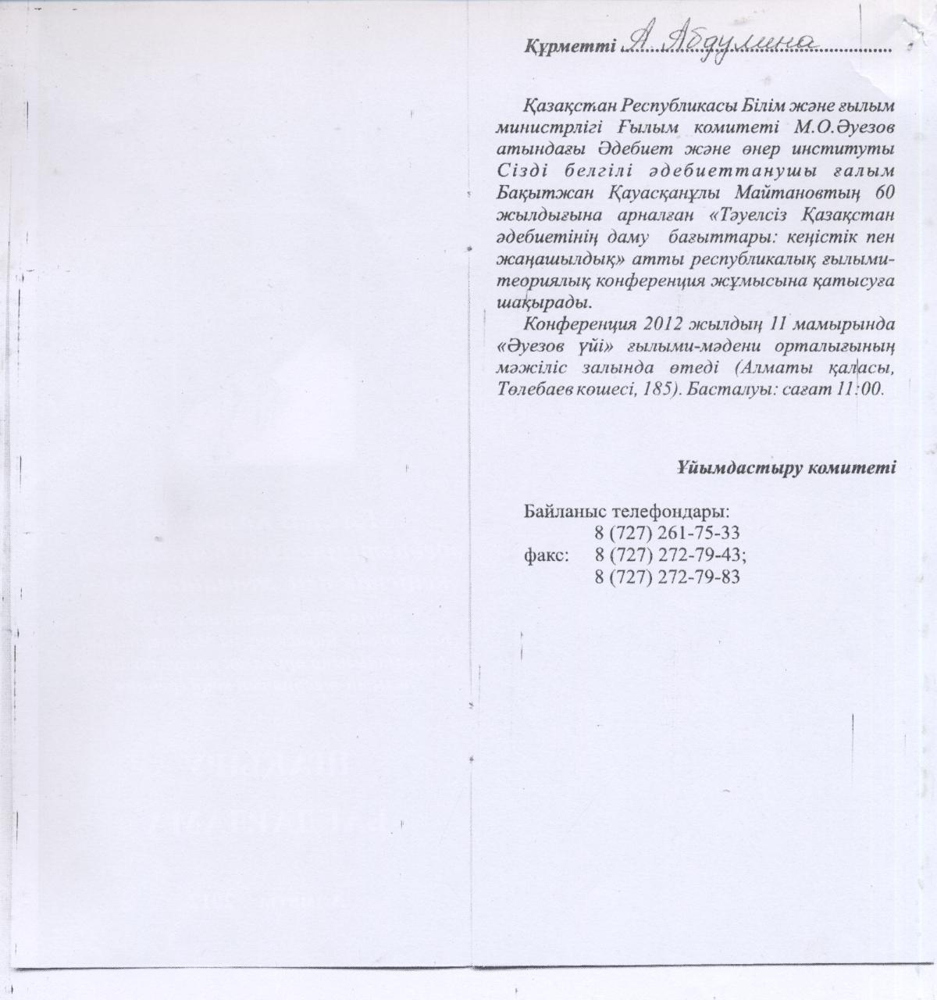 Құрметті А Абдулина
Қазақстан Республикасы Білім және ғылым
министрлігі Ғылым комитеті М.О.Әуезов
атындағы Әдебиет және өнер институты
Сізді белгілі әдебиеттанушы ғалым
Бақытжан Қауасқанұлы Майтановтың 60
жылдығына арналған «Тәуелсіз Қазақстан
әдебиетінің даму бағыттары: кеңістік пен
жаңашылдық» атты республикалық ғылыми-
теориялық конференция жұмысына қатысуға
шақырады.
Конференция 2012 жылдың 11 мамырында
«Әуезов үйі» ғылыми-мәдени орталығының
мәжіліс залында өтеді (Алматы қаласы,
Төлебаев көшесі, 185). Басталуы: сағат 11:00.
Ұйымдастыру комитеті
Байланыс телефондары:
8 (727) 261-75-33
факс: 8 (727) 272-79-43;
8 (727) 272-79-83